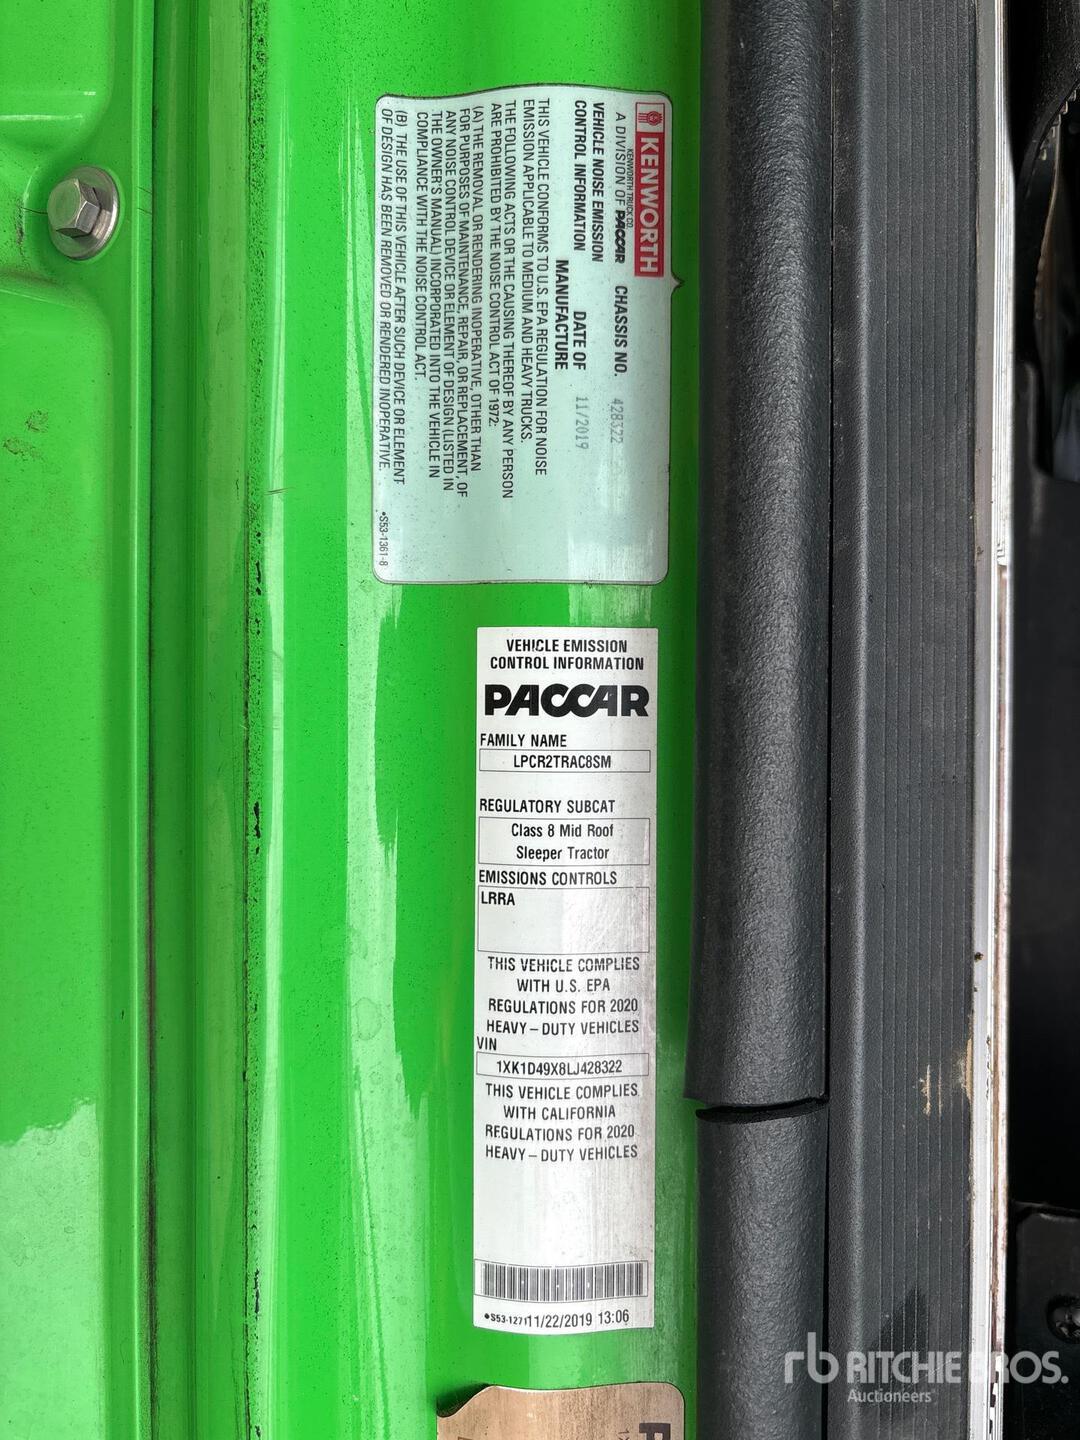 KENWORTH
KENWORTH TRUCK CO.
A DIVISION OF PACCAR
CHASSIS NO. 428322
VEHICLE NOISE EMISSION
CONTROL INFORMATION
DATE OF
MANUFACTURE
11/2019
THIS VEHICLE CONFORMS TO U.S. EPA REGULATION FOR NOISE
EMISSION APPLICABLE TO MEDIUM AND HEAVY TRUCKS.
THE FOLLOWING ACTS OR THE CAUSING THEREOF BY ANY PERSON
ARE PROHIBITED BY THE NOISE CONTROL ACT OF 1972:
(A) THE REMOVAL OR RENDERING INOPERATIVE, OTHER THAN
FOR PURPOSES OF MAINTENANCE, REPAIR, OR REPLACEMENT, OF
ANY NOISE CONTROL DEVICE OR ELEMENT OF DESIGN (LISTED IN
THE OWNER'S MANUAL) INCORPORATED INTO THE VEHICLE IN
COMPLIANCE WITH THE NOISE CONTROL ACT.
(B) THE USE OF THIS VEHICLE AFTER SUCH DEVICE OR ELEMENT
OF DESIGN HAS BEEN REMOVED OR RENDERED INOPERATIVE.
•S53-1361-8
VEHICLE EMISSION
CONTROL INFORMATION
PACCAR
FAMILY NAME
LPCR2TRAC8SM
REGULATORY SUBCAT
Class 8 Mid Roof
Sleeper Tractor
EMISSIONS CONTROLS
LRRA
THIS VEHICLE COMPLIES
WITH U.S. EPA
REGULATIONS FOR 2020
HEAVY-DUTY VEHICLES
VIN
1XK1D49X8LJ428322
THIS VEHICLE COMPLIES
WITH CALIFORNIA
REGULATIONS FOR 2020
HEAVY-DUTY VEHICLES
•S53-1271 11/22/2019 13:06
rb RITCHIE BROS.
Auctioneers